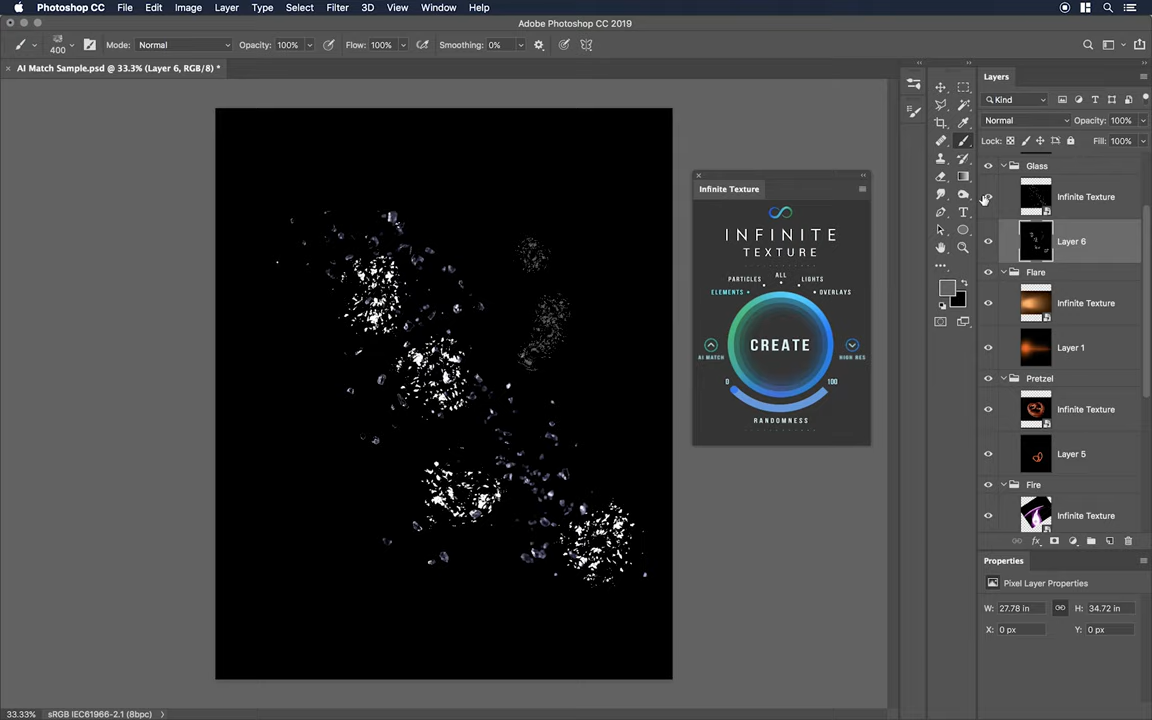 Photoshop CC File Edit Image Layer Type Select Filter 3D View Window Help
Adobe Photoshop CC 2019
400 Mode: Normal Opacity: 100% Flow: 100% Smoothing: 0%
AI Match Sample.psd @ 33.3% (Layer 6, RGB/8) *
Infinite Texture
INFINITE
TEXTURE
ALL
PARTICLES LIGHTS
ELEMENTS OVERLAYS
CREATE
AI MATCH HIGH RES
0 100
RANDOMNESS
Layers
Kind
Normal Opacity: 100%
Lock: Fill: 100%
Glass
Infinite Texture
Layer 6
Flare
Infinite Texture
Layer 1
Pretzel
Infinite Texture
Layer 5
Fire
Infinite Texture
fx
Properties
Pixel Layer Properties
W: 27.78 in H: 34.72 in
X: 0 px Y: 0 px
33.33% sRGB IEC61966-2.1 (8bpc)